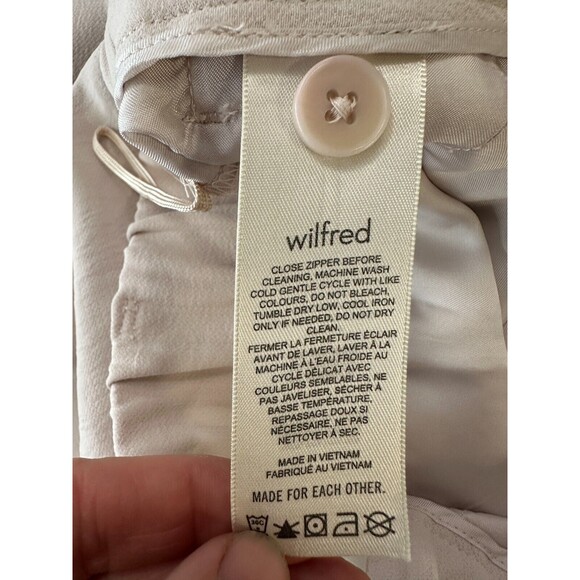 wilfred
CLOSE ZIPPER BEFORE
CLEANING, MACHINE WASH
COLD GENTLE CYCLE WITH LIKE
COLOURS, DO NOT BLEACH,
TUMBLE DRY LOW, COOL IRON
ONLY IF NEEDED, DO NOT DRY
CLEAN.
FERMER LA FERMETURE ÉCLAIR
AVANT DE LAVER, LAVER À LA
MACHINE À L'EAU FROIDE AU
CYCLE DÉLICAT AVEC
COULEURS SEMBLABLES, NE
PAS JAVELISER, SÉCHER À
BASSE TEMPÉRATURE,
REPASSAGE DOUX SI
NÉCESSAIRE, NE PAS
NETTOYER À SEC.
MADE IN VIETNAM
FABRIQUÉ AU VIETNAM
MADE FOR EACH OTHER.
30C